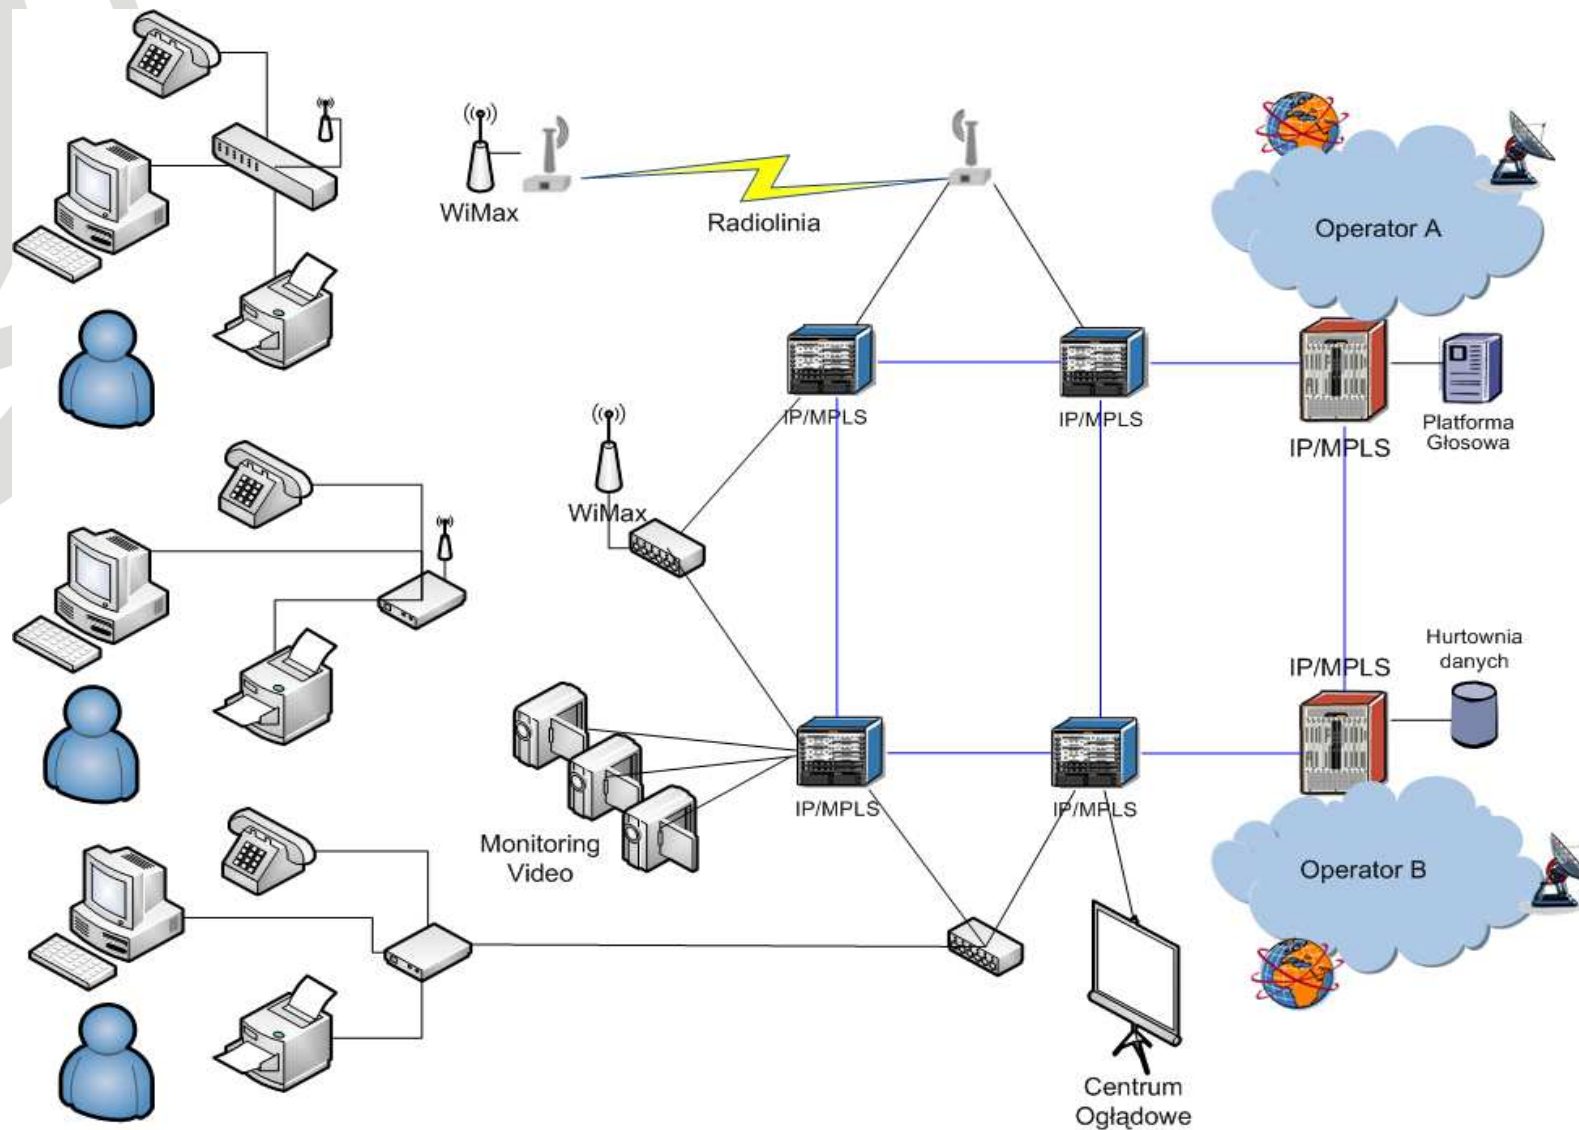 WiMax
Radiolinia
Operator A
IP/MPLS
IP/MPLS
IP/MPLS
Platforma
Głosowa
WiMax
Hurtownia
danych
IP/MPLS
IP/MPLS
IP/MPLS
Monitoring
Video
Operator B
Centrum
Oglądowe